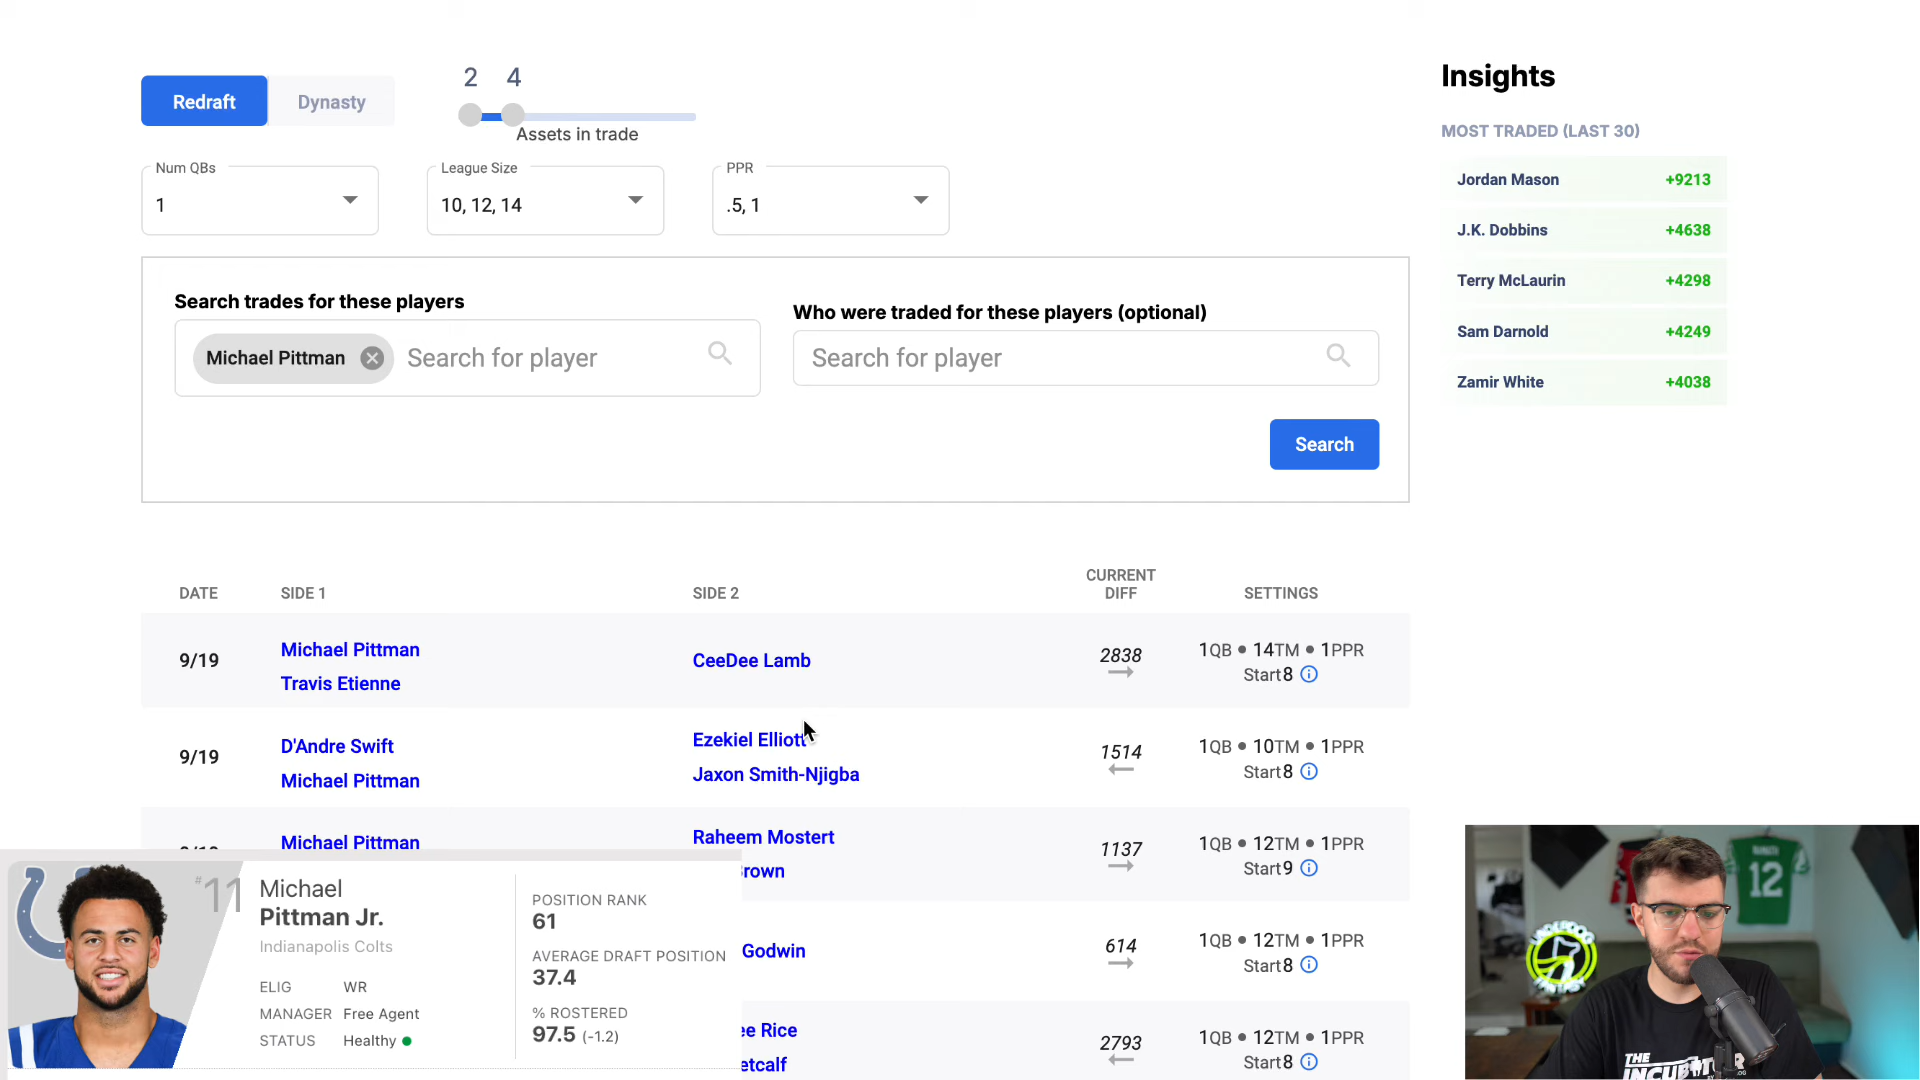 Redraft
Dynasty
2 4
Assets in trade
Num QBs
1
League Size
10, 12, 14
PPR
.5, 1
Search trades for these players
Michael Pittman
Search for player
Who were traded for these players (optional)
Search for player
Search
Insights
MOST TRADED (LAST 30)
Jordan Mason +9213
J.K. Dobbins +4638
Terry McLaurin +4298
Sam Darnold +4249
Zamir White +4038
DATE SIDE 1 SIDE 2 CURRENT DIFF SETTINGS
9/19
Michael Pittman
Travis Etienne
CeeDee Lamb
2838
1QB • 14TM • 1PPR
Start8
9/19
D'Andre Swift
Michael Pittman
Ezekiel Elliott
Jaxon Smith-Njigba
1514
1QB • 10TM • 1PPR
Start8
Michael Pittman
Raheem Mostert
rown
1137
1QB • 12TM • 1PPR
Start9
Godwin
614
1QB • 12TM • 1PPR
Start8
ee Rice
etcalf
2793
1QB • 12TM • 1PPR
Start8
#11
Michael
Pittman Jr.
Indianapolis Colts
ELIG WR
MANAGER Free Agent
STATUS Healthy
POSITION RANK
61
AVERAGE DRAFT POSITION
37.4
% ROSTERED
97.5 (-1.2)
UNDERDOG
FANTASY
12
THE